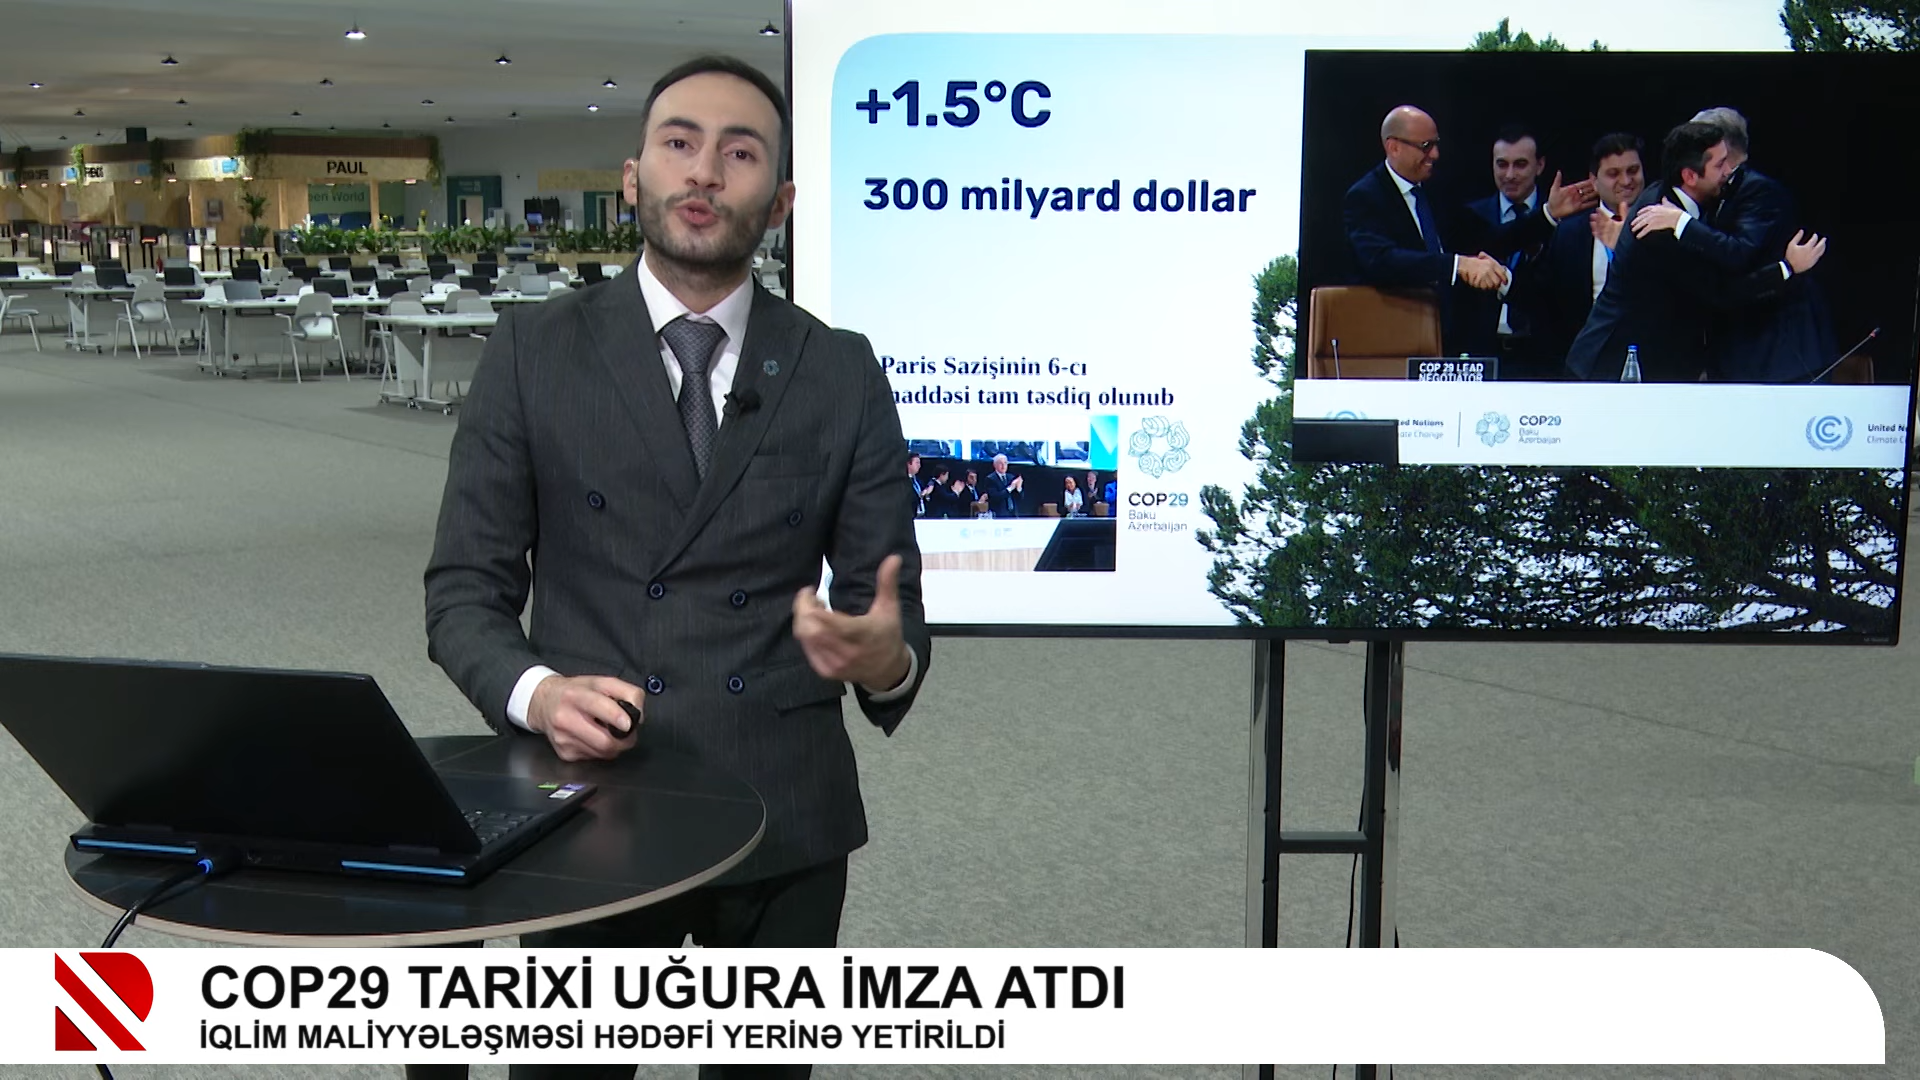 PAUL
+1.5°C
300 milyard dollar
Paris Sazişinin 6-cı
maddəsi tam təsdiq olunub
COP29
Baku
Azerbaijan
COP 29 LEAD
NEGOTIATOR
COP29
Baku
Azerbaijan
United
Climate
COP29 TARİXİ UĞURA İMZA ATDI
İQLİM MALİYYƏLƏŞMƏSİ HƏDƏFİ YERİNƏ YETİRİLDİ